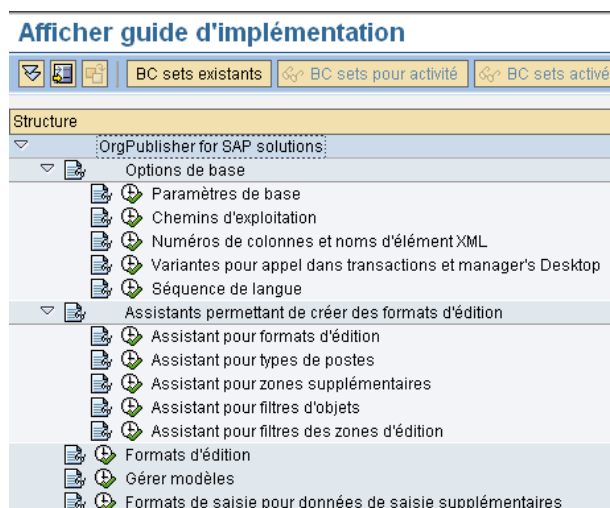 Afficher guide d'implémentation
BC sets existants BC sets pour activité BC sets activé
Structure
OrgPublisher for SAP solutions
Options de base
Paramètres de base
Chemins d'exploitation
Numéros de colonnes et noms d'élément XML
Variantes pour appel dans transactions et manager's Desktop
Séquence de langue
Assistants permettant de créer des formats d'édition
Assistant pour formats d'édition
Assistant pour types de postes
Assistant pour zones supplémentaires
Assistant pour filtres d'objets
Assistant pour filtres des zones d'édition
Formats d'édition
Gérer modèles
Formats de saisie pour données de saisie supplémentaires